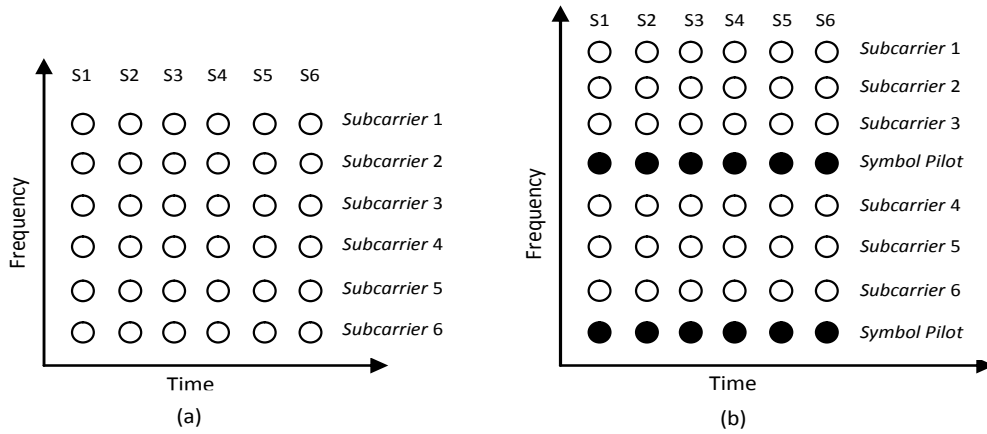 S1 S2 S3 S4 S5 S6
Subcarrier 1
Subcarrier 2
Subcarrier 3
Subcarrier 4
Subcarrier 5
Subcarrier 6
Frequency
Time
(a)
S1 S2 S3 S4 S5 S6
Subcarrier 1
Subcarrier 2
Subcarrier 3
Symbol Pilot
Subcarrier 4
Subcarrier 5
Subcarrier 6
Symbol Pilot
Frequency
Time
(b)